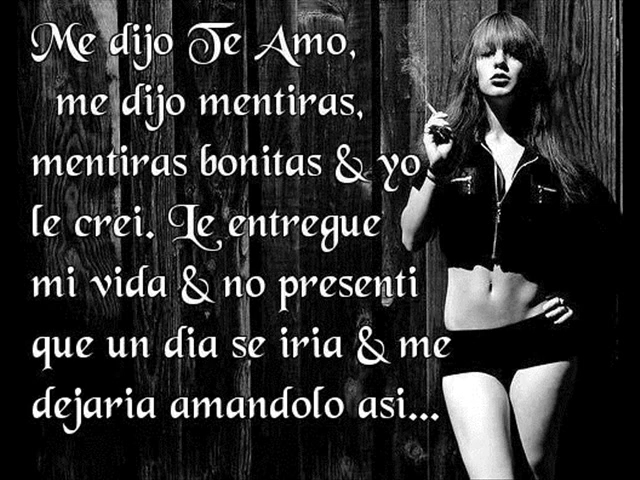 Me dijo Te Amo,
me dijo mentiras,
mentiras bonitas & yo
le crei. Le entregue
mi vida & no presenti
que un dia se iria & me
dejaria amandolo asi...